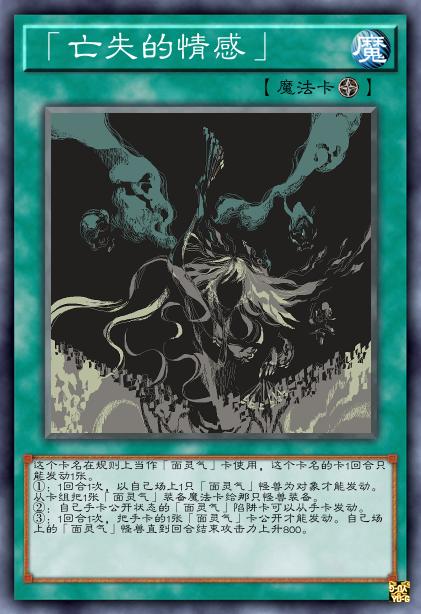 「亡失的情感」
魔
【魔法卡】
这个卡名在规则上当作「面灵气」卡使用，这个卡名的卡1回合只
能发动1张。
①：1回合1次，以自己场上1只「面灵气」怪兽为对象才能发动。
从卡组把1张「面灵气」装备魔法卡给那只怪兽装备。
②：自己手卡公开状态的「面灵气」陷阱卡可以从手卡发动。
③：1回合1次，把手卡的1张「面灵气」卡公开才能发动。自己场
上的「面灵气」怪兽直到回合结束攻击力上升800。